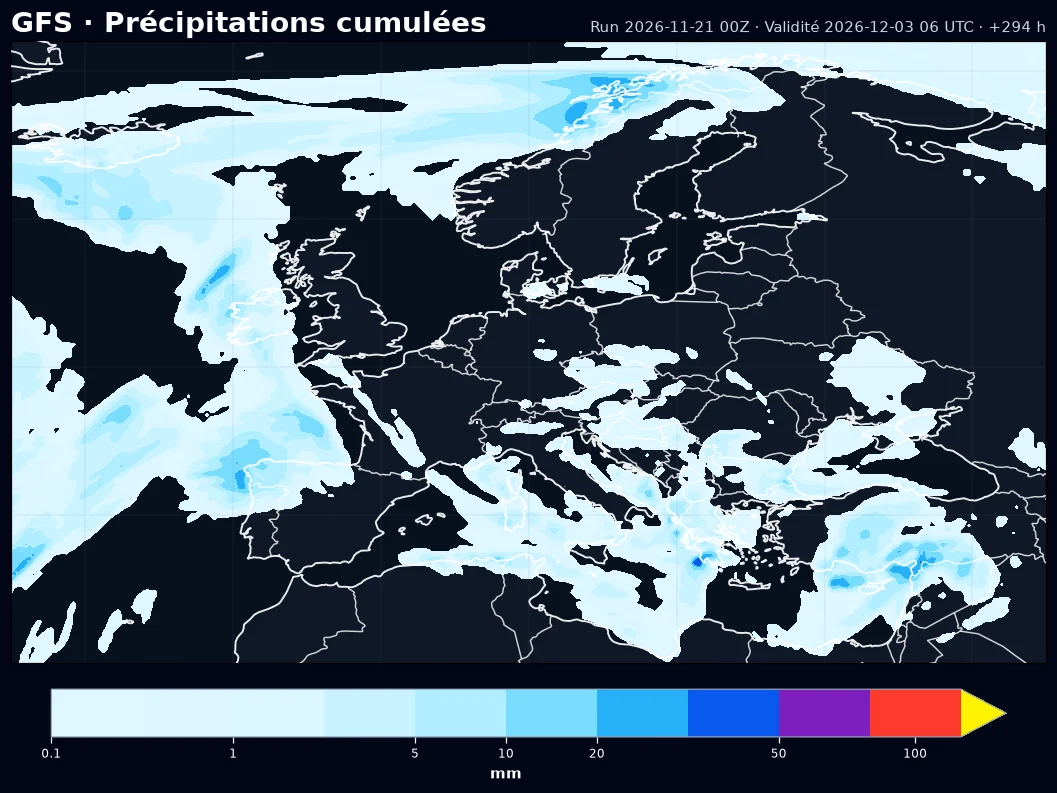 GFS · Précipitations cumulées
Run 2026-11-21 00Z · Validité 2026-12-03 06 UTC · +294 h
0.1 1 5 10 20 50 100
mm